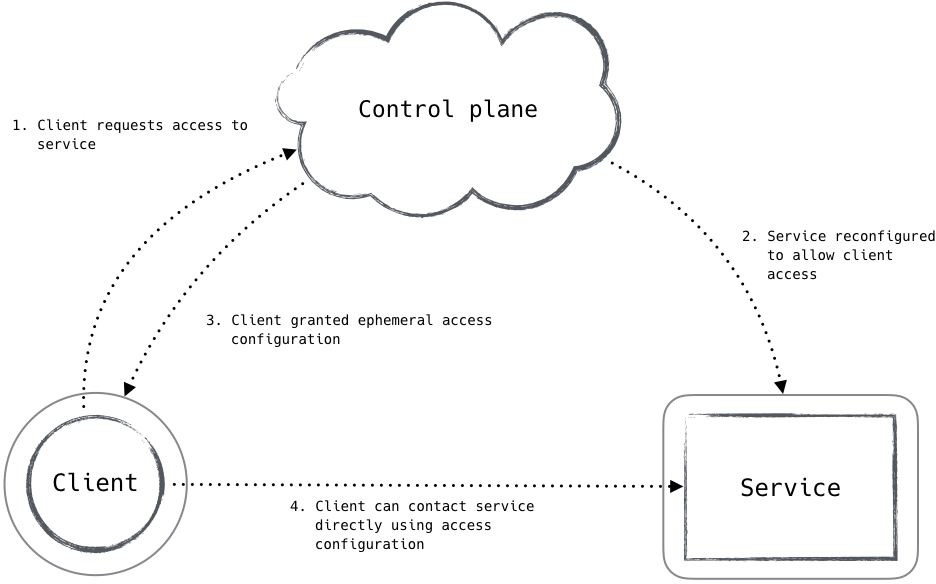 Control plane
1. Client requests access to
service
2. Service reconfigured
to allow client
access
3. Client granted ephemeral access
configuration
Client
Service
4. Client can contact service
directly using access
configuration